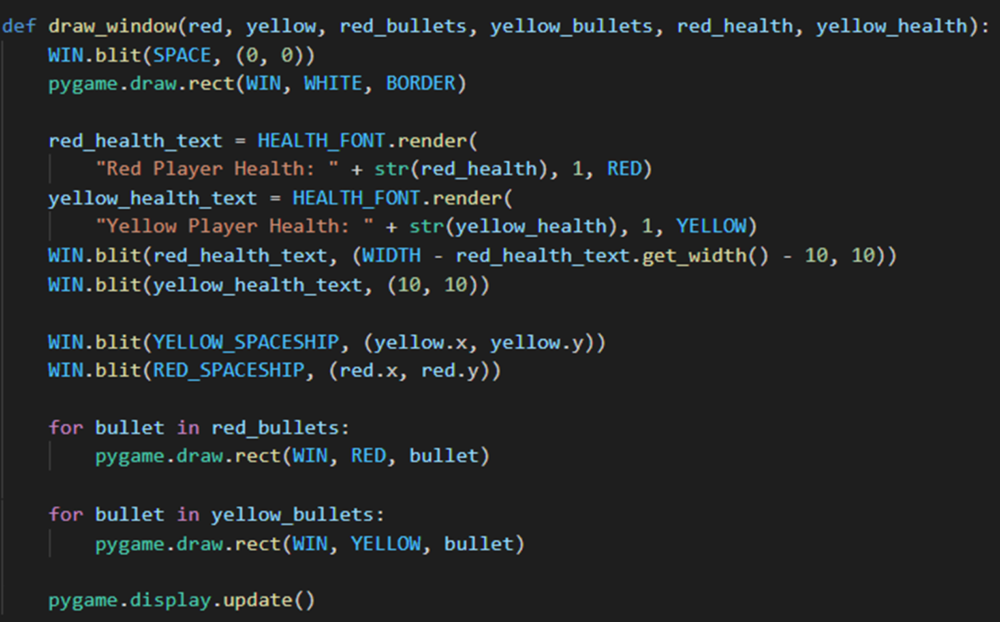 def draw_window(red, yellow, red_bullets, yellow_bullets, red_health, yellow_health):
    WIN.blit(SPACE, (0, 0))
    pygame.draw.rect(WIN, WHITE, BORDER)

    red_health_text = HEALTH_FONT.render(
        "Red Player Health: " + str(red_health), 1, RED)
    yellow_health_text = HEALTH_FONT.render(
        "Yellow Player Health: " + str(yellow_health), 1, YELLOW)
    WIN.blit(red_health_text, (WIDTH - red_health_text.get_width() - 10, 10))
    WIN.blit(yellow_health_text, (10, 10))

    WIN.blit(YELLOW_SPACESHIP, (yellow.x, yellow.y))
    WIN.blit(RED_SPACESHIP, (red.x, red.y))

    for bullet in red_bullets:
        pygame.draw.rect(WIN, RED, bullet)

    for bullet in yellow_bullets:
        pygame.draw.rect(WIN, YELLOW, bullet)

    pygame.display.update()